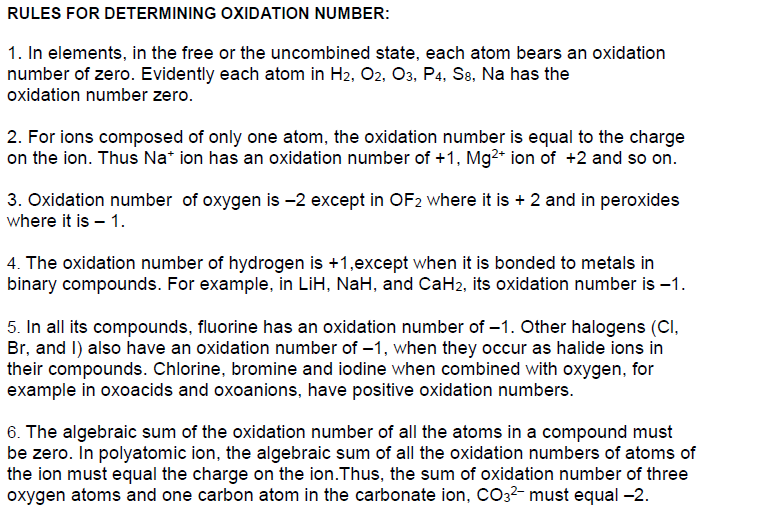 RULES FOR DETERMINING OXIDATION NUMBER:
1. In elements, in the free or the uncombined state, each atom bears an oxidation
number of zero. Evidently each atom in H₂, O₂, O₃, P₄, S₈, Na has the
oxidation number zero.
2. For ions composed of only one atom, the oxidation number is equal to the charge
on the ion. Thus Na⁺ ion has an oxidation number of +1, Mg²⁺ ion of +2 and so on.
3. Oxidation number of oxygen is –2 except in OF₂ where it is + 2 and in peroxides
where it is – 1.
4. The oxidation number of hydrogen is +1,except when it is bonded to metals in
binary compounds. For example, in LiH, NaH, and CaH₂, its oxidation number is –1.
5. In all its compounds, fluorine has an oxidation number of –1. Other halogens (Cl,
Br, and I) also have an oxidation number of –1, when they occur as halide ions in
their compounds. Chlorine, bromine and iodine when combined with oxygen, for
example in oxoacids and oxoanions, have positive oxidation numbers.
6. The algebraic sum of the oxidation number of all the atoms in a compound must
be zero. In polyatomic ion, the algebraic sum of all the oxidation numbers of atoms of
the ion must equal the charge on the ion.Thus, the sum of oxidation number of three
oxygen atoms and one carbon atom in the carbonate ion, CO₃²⁻ must equal –2.